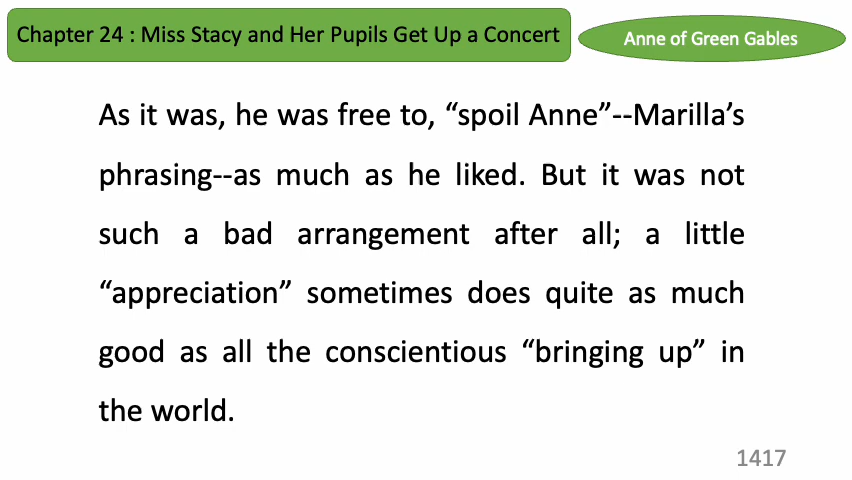 Chapter 24 : Miss Stacy and Her Pupils Get Up a Concert
Anne of Green Gables
As it was, he was free to, “spoil Anne”--Marilla’s
phrasing--as much as he liked. But it was not
such a bad arrangement after all; a little
“appreciation” sometimes does quite as much
good as all the conscientious “bringing up” in
the world.
1417